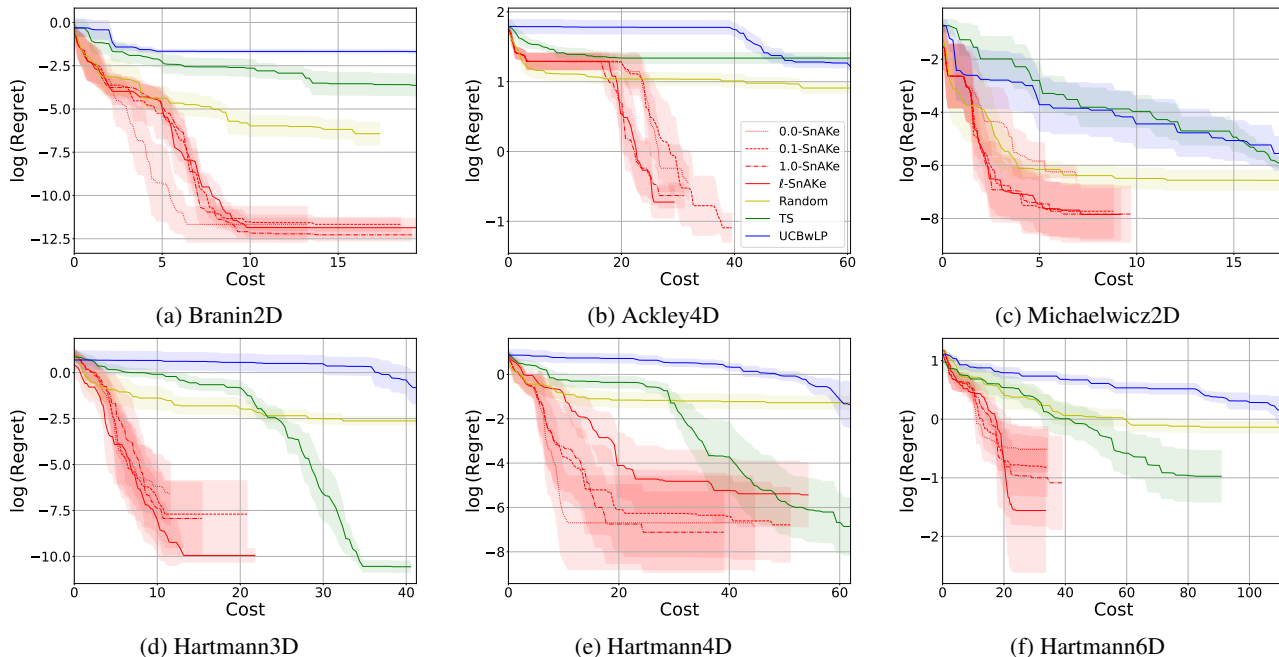 0.0
−2.5
−5.0
−7.5
−10.0
−12.5
log (Regret)
0 5 10 15
Cost
(a) Branin2D
2
1
0
−1
log (Regret)
0 20 40 60
Cost
0.0-SnAKe
0.1-SnAKe
1.0-SnAKe
ℓ-SnAKe
Random
TS
UCBwLP
(b) Ackley4D
−2
−4
−6
−8
log (Regret)
0 5 10 15
Cost
(c) Michaelwicz2D
0.0
−2.5
−5.0
−7.5
−10.0
log (Regret)
0 10 20 30 40
Cost
(d) Hartmann3D
0
−2
−4
−6
−8
log (Regret)
0 20 40 60
Cost
(e) Hartmann4D
1
0
−1
−2
log (Regret)
0 20 40 60 80 100
Cost
(f) Hartmann6D